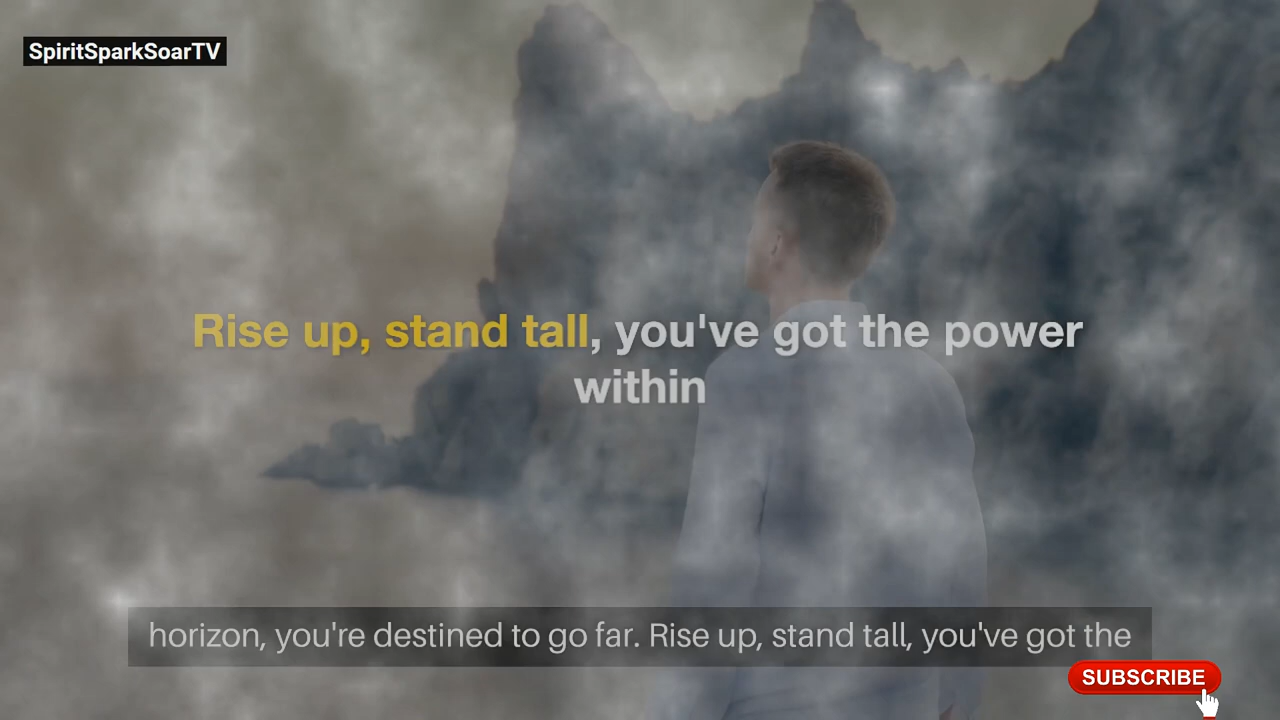 SpiritSparkSoarTV
Rise up, stand tall, you've got the power
within
horizon, you're destined to go far. Rise up, stand tall, you've got the
SUBSCRIBE